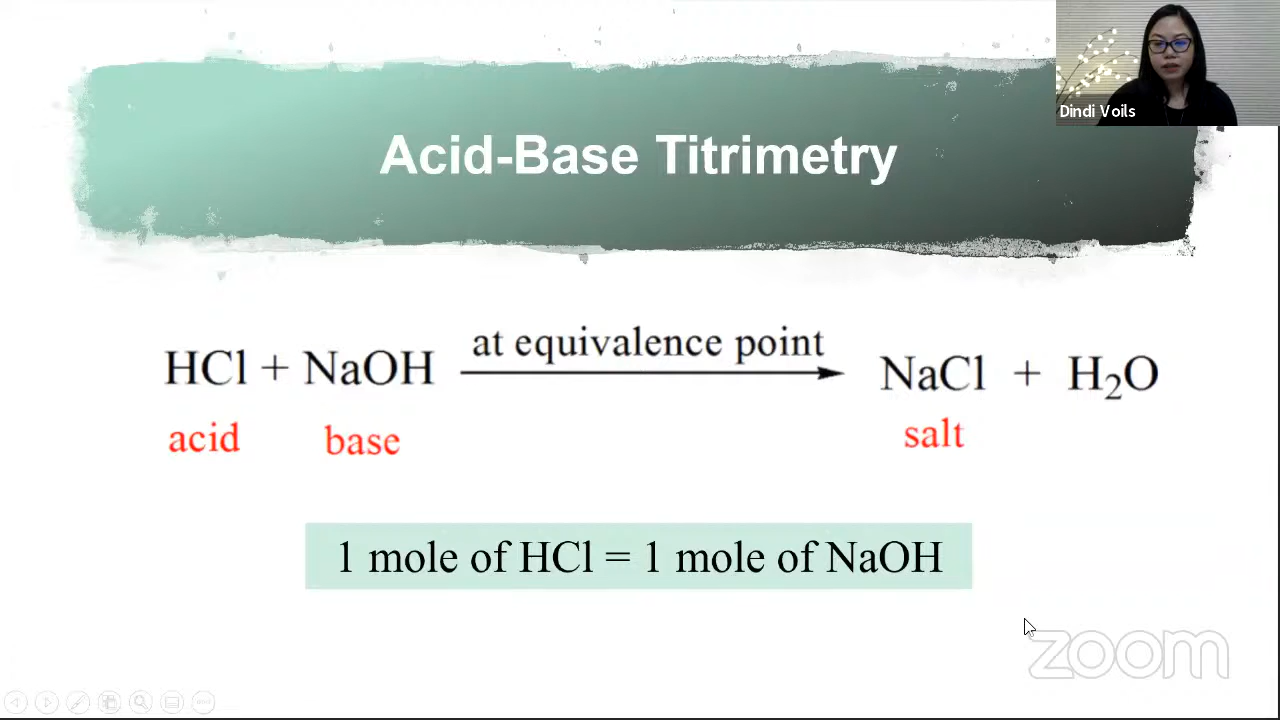 Dindi Voils
Acid-Base Titrimetry
at equivalence point
HCl + NaOH NaCl + H₂O
acid base salt
1 mole of HCl = 1 mole of NaOH
zoom